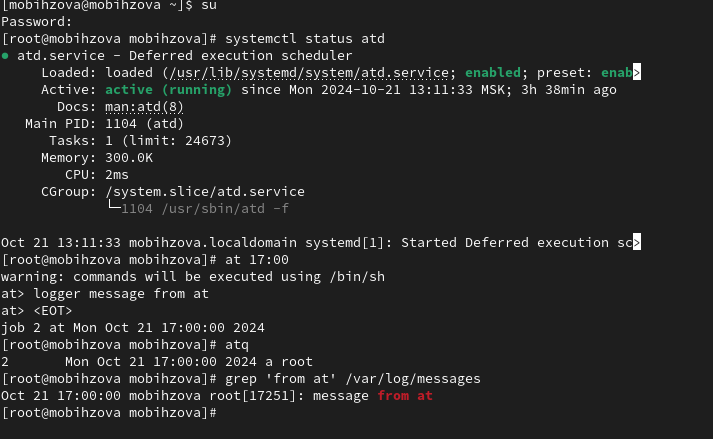 [mobihzova@mobihzova ~]$ su
Password:
[root@mobihzova mobihzova]# systemctl status atd
● atd.service - Deferred execution scheduler
     Loaded: loaded (/usr/lib/systemd/system/atd.service; enabled; preset: enab>
     Active: active (running) since Mon 2024-10-21 13:11:33 MSK; 3h 38min ago
       Docs: man:atd(8)
   Main PID: 1104 (atd)
      Tasks: 1 (limit: 24673)
     Memory: 300.0K
        CPU: 2ms
     CGroup: /system.slice/atd.service
             └─1104 /usr/sbin/atd -f
Oct 21 13:11:33 mobihzova.localdomain systemd[1]: Started Deferred execution sc>
[root@mobihzova mobihzova]# at 17:00
warning: commands will be executed using /bin/sh
at> logger message from at
at> <EOT>
job 2 at Mon Oct 21 17:00:00 2024
[root@mobihzova mobihzova]# atq
2       Mon Oct 21 17:00:00 2024 a root
[root@mobihzova mobihzova]# grep 'from at' /var/log/messages
Oct 21 17:00:00 mobihzova root[17251]: message from at
[root@mobihzova mobihzova]#